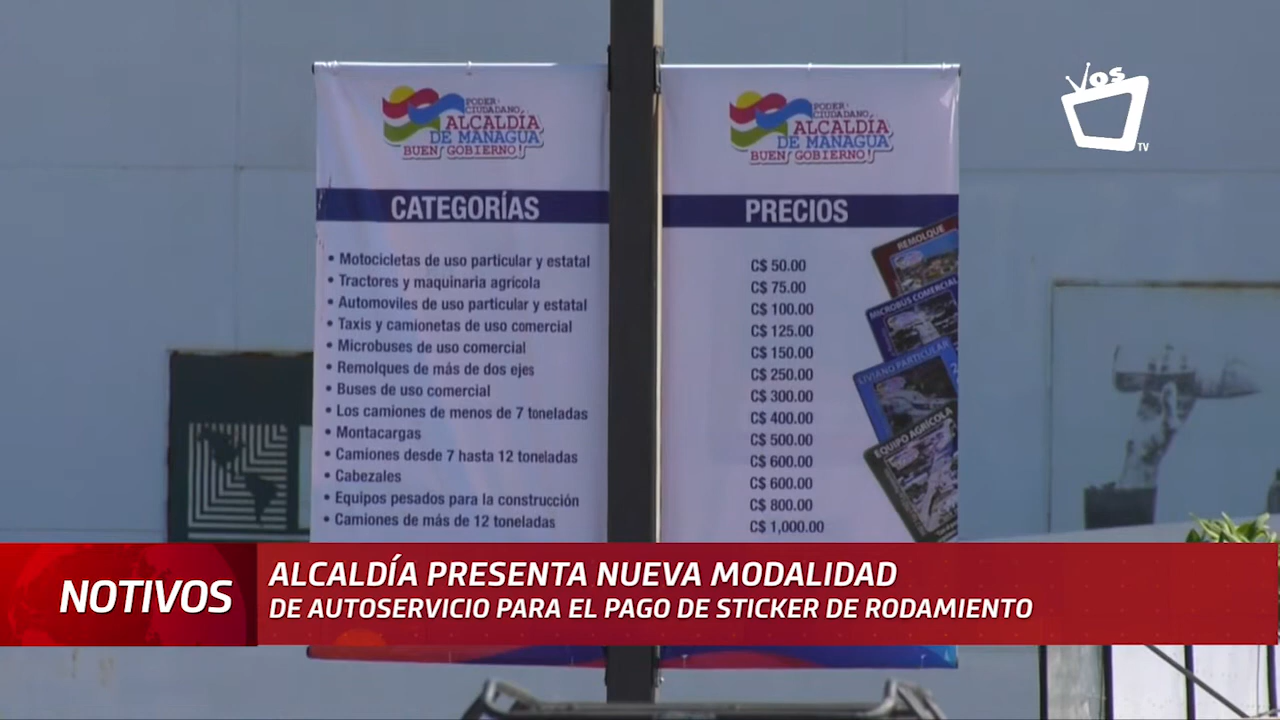 PODER
CIUDADANO,
ALCALDÍA
DE MANAGUA
BUEN GOBIERNO!
CATEGORÍAS
• Motocicletas de uso particular y estatal
• Tractores y maquinaria agrícola
• Automoviles de uso particular y estatal
• Taxis y camionetas de uso comercial
• Microbuses de uso comercial
• Remolques de más de dos ejes
• Buses de uso comercial
• Los camiones de menos de 7 toneladas
• Montacargas
• Camiones desde 7 hasta 12 toneladas
• Cabezales
• Equipos pesados para la construcción
• Camiones de más de 12 toneladas
PODER
CIUDADANO,
ALCALDÍA
DE MANAGUA
BUEN GOBIERNO!
PRECIOS
C$ 50.00
C$ 75.00
C$ 100.00
C$ 125.00
C$ 150.00
C$ 250.00
C$ 300.00
C$ 400.00
C$ 500.00
C$ 600.00
C$ 600.00
C$ 800.00
C$ 1,000.00
REMOLQUE
MICROBUS COMERCIAL
LIVIANO PARTICULAR
EQUIPO AGRÍCOLA
VOS
TV
NOTIVOS
ALCALDÍA PRESENTA NUEVA MODALIDAD
DE AUTOSERVICIO PARA EL PAGO DE STICKER DE RODAMIENTO